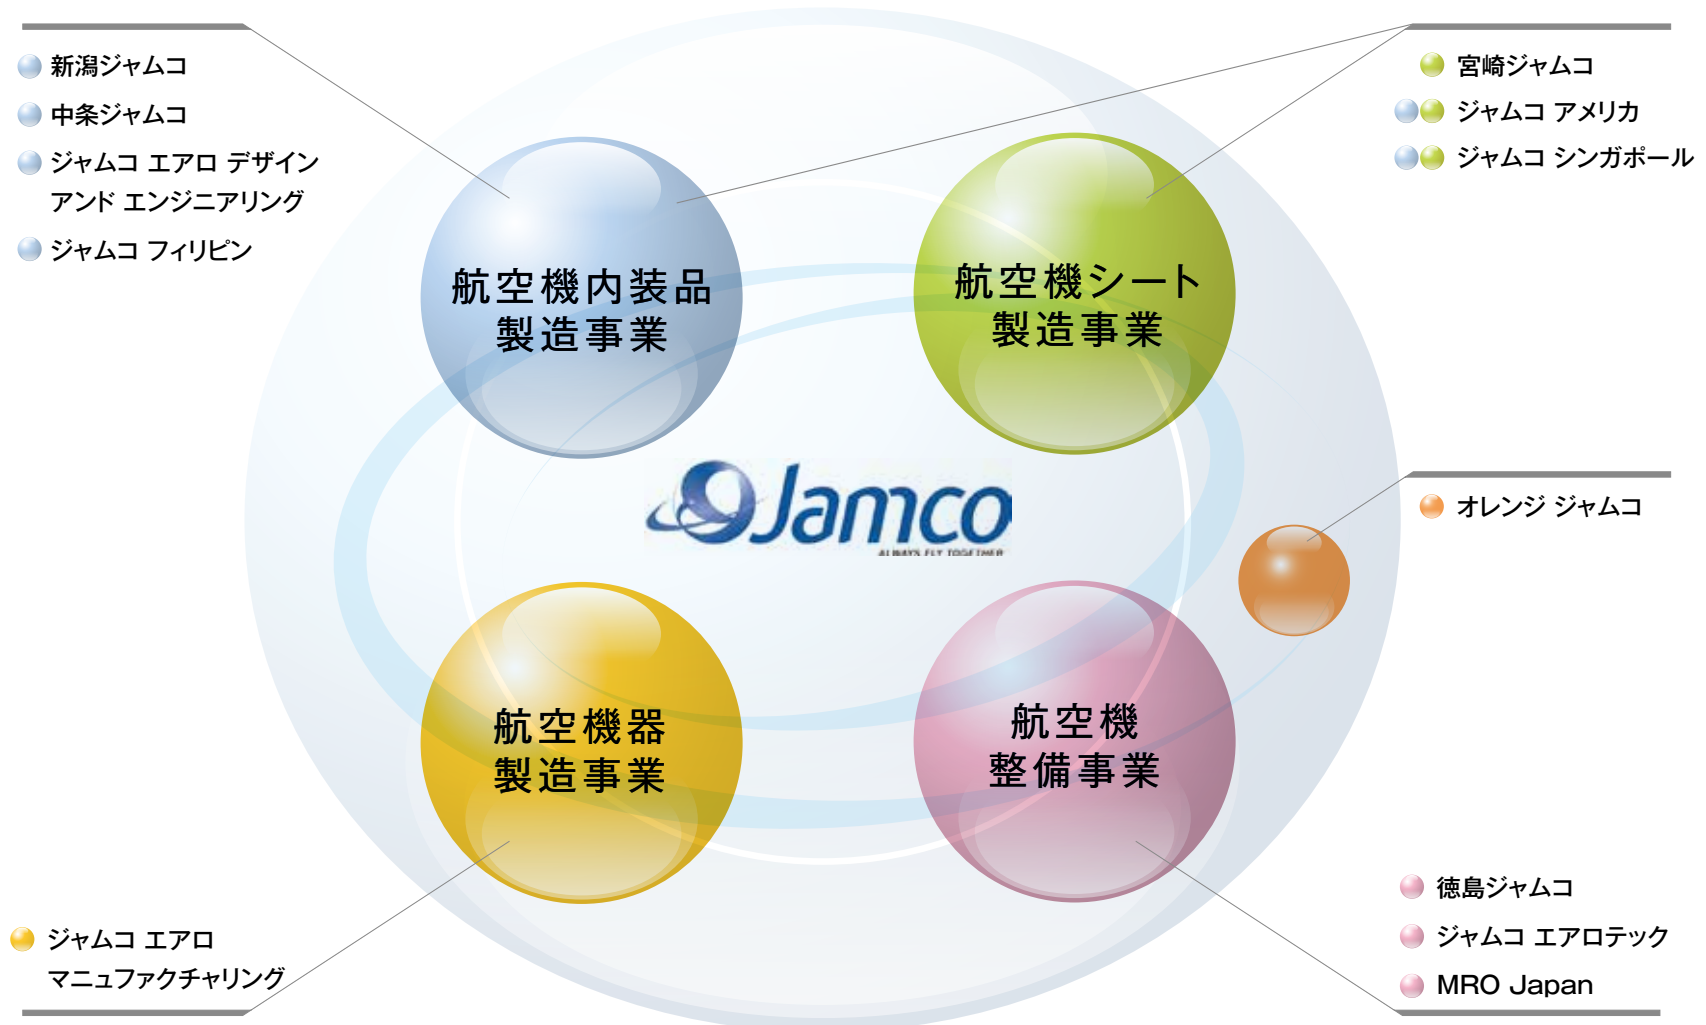 新潟ジャムコ
中条ジャムコ
ジャムコ エアロ デザイン
アンド エンジニアリング
ジャムコ フィリピン
宮崎ジャムコ
ジャムコ アメリカ
ジャムコ シンガポール
航空機内装品
製造事業
航空機シート
製造事業
Jamco
ALWAYS FLY TOGETHER
オレンジ ジャムコ
航空機器
製造事業
航空機
整備事業
ジャムコ エアロ
マニュファクチャリング
徳島ジャムコ
ジャムコ エアロテック
MRO Japan